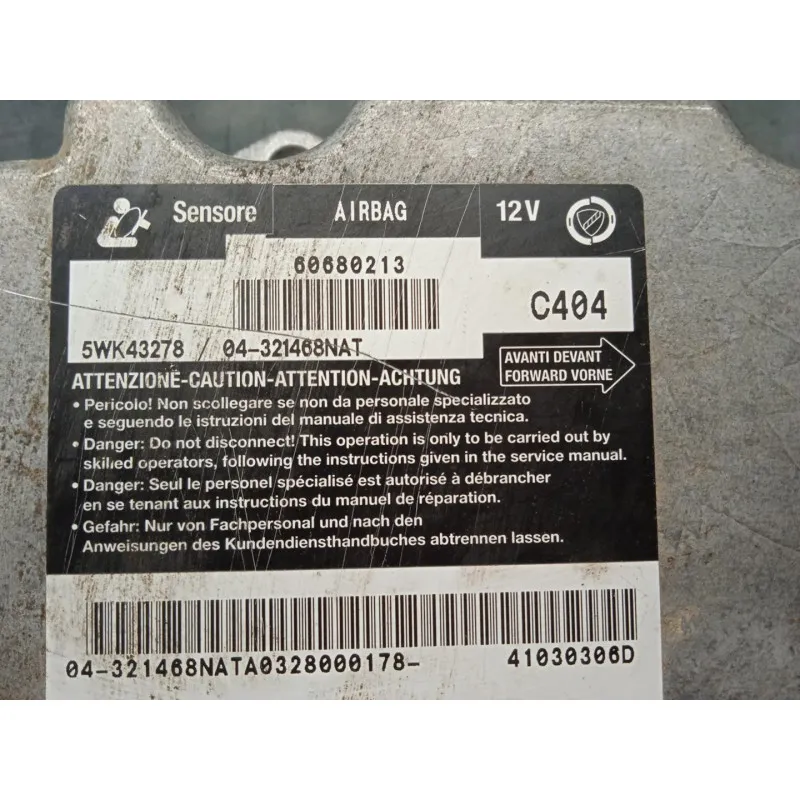 Sensore AIRBAG 12V
60680213
C404
5WK43278 / 04-321468NAT
AVANTI DEVANT
FORWARD VORNE
ATTENZIONE-CAUTION-ATTENTION-ACHTUNG
• Pericolo! Non scollegare se non da personale specializzato
e seguendo le istruzioni del manuale di assistenza tecnica.
• Danger: Do not disconnect! This operation is only to be carried out by
skilled operators, following the instructions given in the service manual.
• Danger: Seul le personel spécialisé est autorisé à débrancher
en se tenant aux instructions du manuel de réparation.
• Gefahr: Nur von Fachpersonal und nach den
Anweisungen des Kundendiensthandbuches abtrennen lassen.
04-321468NATA0328000178- 41030306D